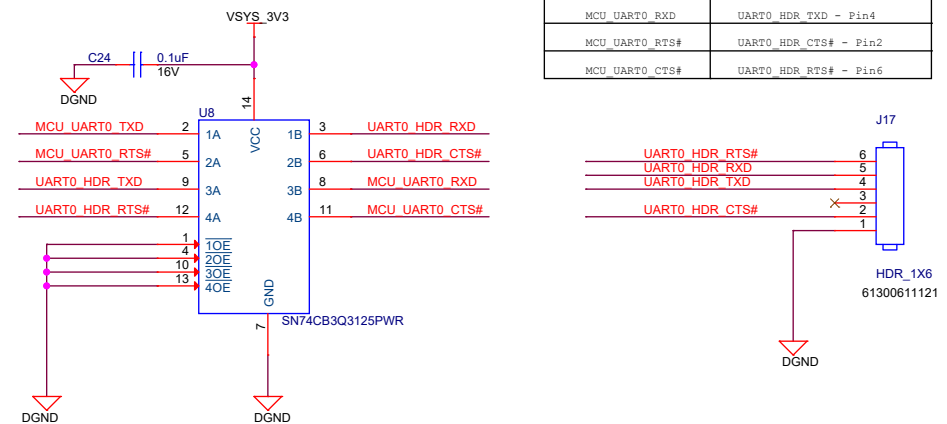 VSYS_3V3
MCU_UART0_RXD UART0_HDR_TXD - Pin4
MCU_UART0_RTS# UART0_HDR_CTS# - Pin2
MCU_UART0_CTS# UART0_HDR_RTS# - Pin6
C24 0.1uF
16V
DGND
14
U8
VCC
MCU_UART0_TXD 2 1A 1B 3 UART0_HDR_RXD
MCU_UART0_RTS# 5 2A 2B 6 UART0_HDR_CTS#
UART0_HDR_TXD 9 3A 3B 8 MCU_UART0_RXD
UART0_HDR_RTS# 12 4A 4B 11 MCU_UART0_CTS#
1 1OE
4 2OE
10 3OE
13 4OE
GND
7
SN74CB3Q3125PWR
DGND
DGND
J17
UART0_HDR_RTS# 6
UART0_HDR_RXD 5
UART0_HDR_TXD 4
3
UART0_HDR_CTS# 2
1
HDR_1X6
61300611121
DGND